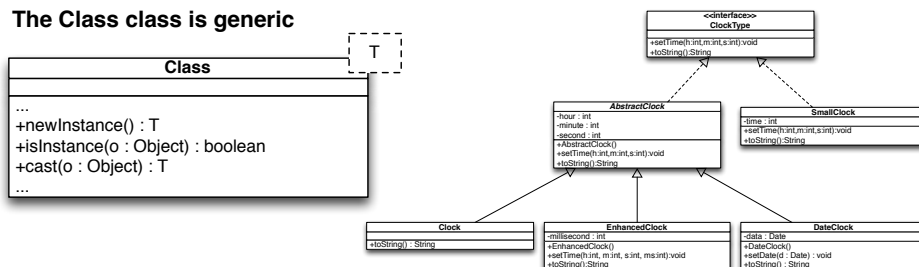 The Class class is generic
T
Class
...
+newInstance() : T
+isInstance(o : Object) : boolean
+cast(o : Object) : T
...
<<interface>>
ClockType
+setTime(h:int,m:int,s:int):void
+toString():String
AbstractClock
-hour : int
-minute : int
-second : int
+AbstractClock()
+setTime(h:int,m:int,s:int):void
+toString():String
SmallClock
-time : int
+setTime(h:int,m:int,s:int):void
+toString():String
Clock
+toString() : String
EnhancedClock
-millisecond : int
+EnhancedClock()
+setTime(h:int, m:int, s:int, ms:int):void
+toString():String
DateClock
-data : Date
+DateClock()
+setDate(d : Date) : void
+toString() : String